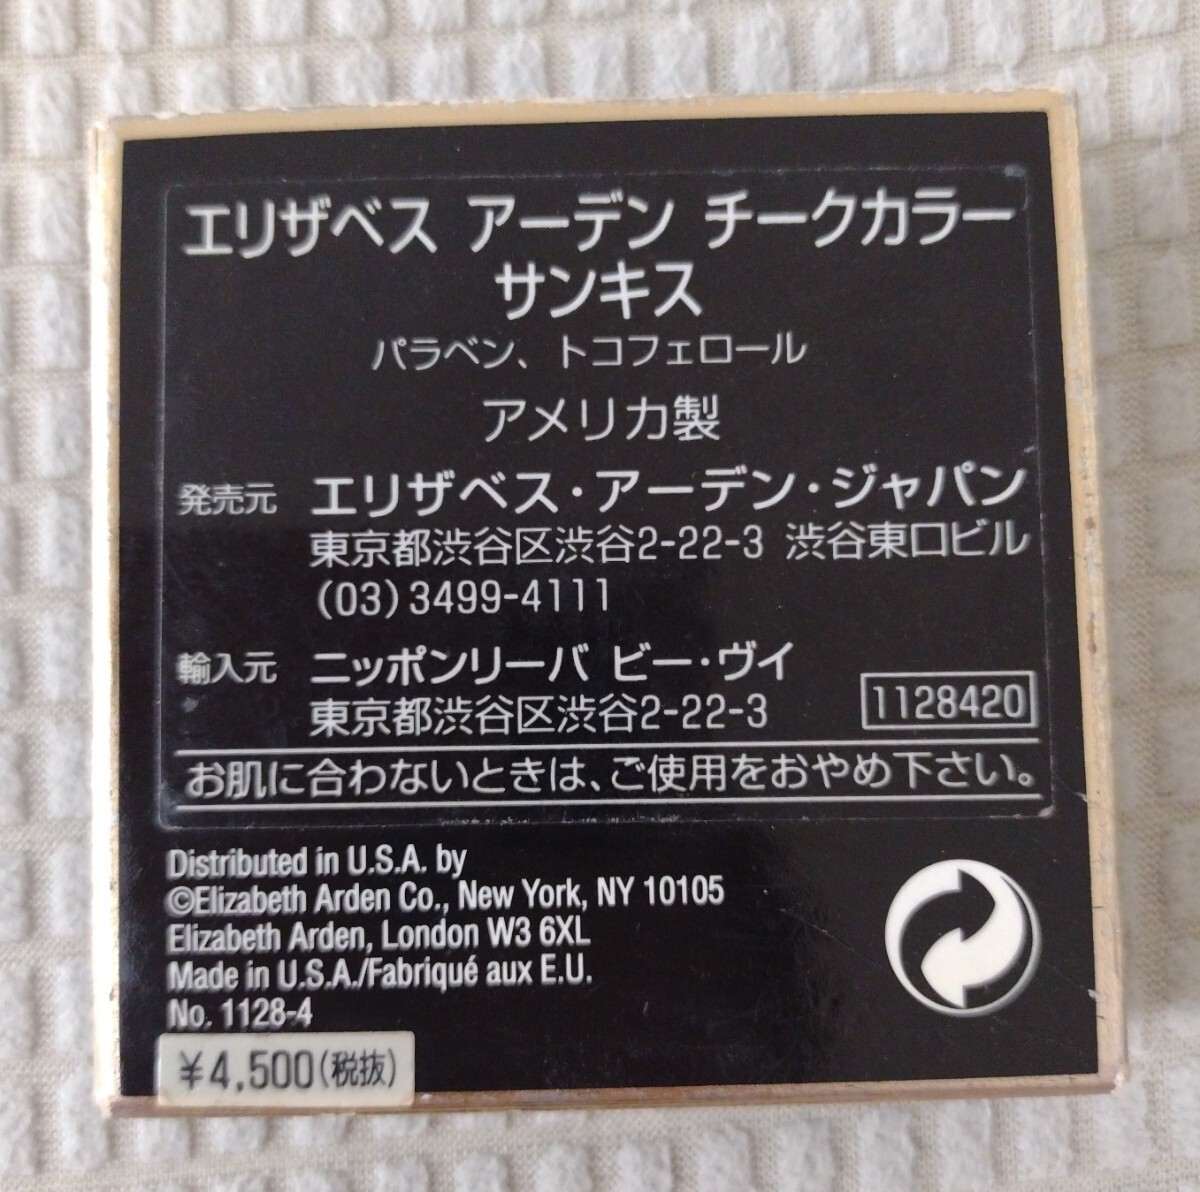 エリザベス アーデン チークカラー
サンキス
パラベン、トコフェロール
アメリカ製
発売元 エリザベス・アーデン・ジャパン
東京都渋谷区渋谷2-22-3 渋谷東口ビル
(03)3499-4111
輸入元 ニッポンリーバ ビー・ヴイ
東京都渋谷区渋谷2-22-3
1128420
お肌に合わないときは、ご使用をおやめ下さい。
Distributed in U.S.A. by
©Elizabeth Arden Co., New York, NY 10105
Elizabeth Arden, London W3 6XL
Made in U.S.A./Fabriqué aux E.U.
No. 1128-4
¥4,500(税抜)